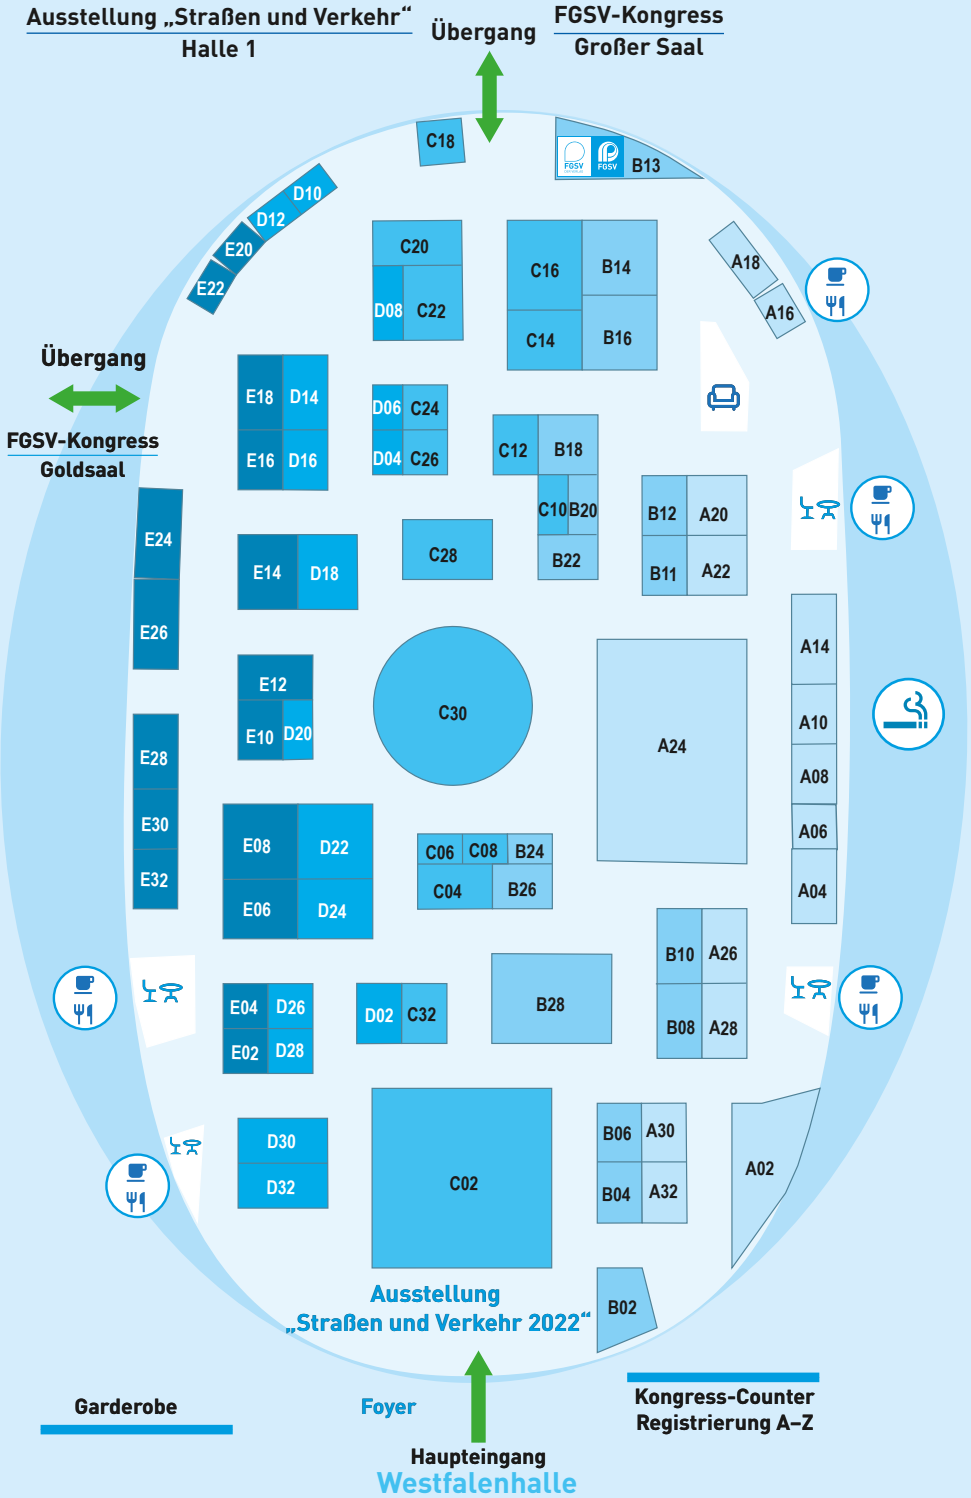 Ausstellung „Straßen und Verkehr“
Halle 1
Übergang
FGSV-Kongress
Großer Saal
C18
FGSV
FGSV
B13
D10
D12
E20
E22
C20
D08
C22
C16
B14
C14
B16
A18
A16
Übergang
FGSV-Kongress
Goldsaal
E18
D14
E16
D16
D06
C24
D04
C26
C12
B18
C10
B20
B22
B12
A20
B11
A22
E24
E26
E14
D18
C28
E12
E10
D20
C30
A24
A14
A10
A08
A06
A04
E28
E30
E32
E08
D22
E06
D24
C06
C08
B24
C04
B26
B10
A26
B08
A28
E04
D26
E02
D28
D02
C32
B28
D30
D32
C02
B06
A30
B04
A32
A02
B02
Ausstellung
„Straßen und Verkehr 2022“
Garderobe
Foyer
Kongress-Counter
Registrierung A–Z
Haupteingang
Westfalenhalle